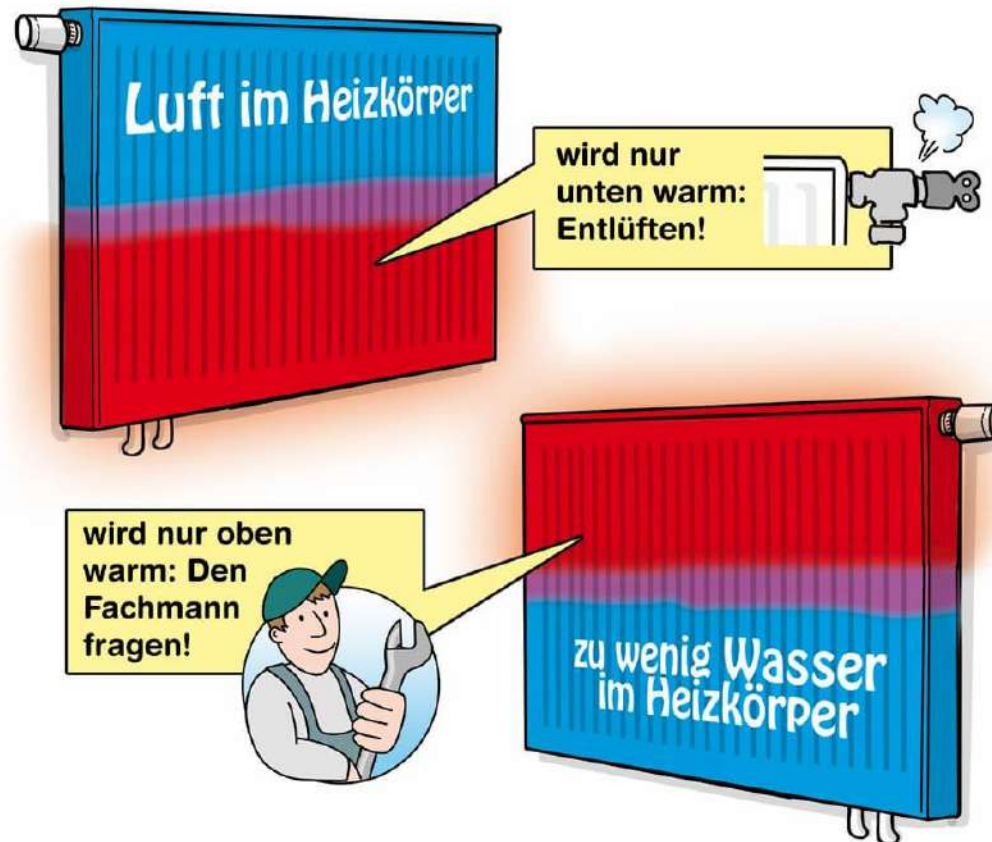 Luft im Heizkörper
wird nur
unten warm:
Entlüften!
wird nur oben
warm: Den
Fachmann
fragen!
zu wenig Wasser
im Heizkörper